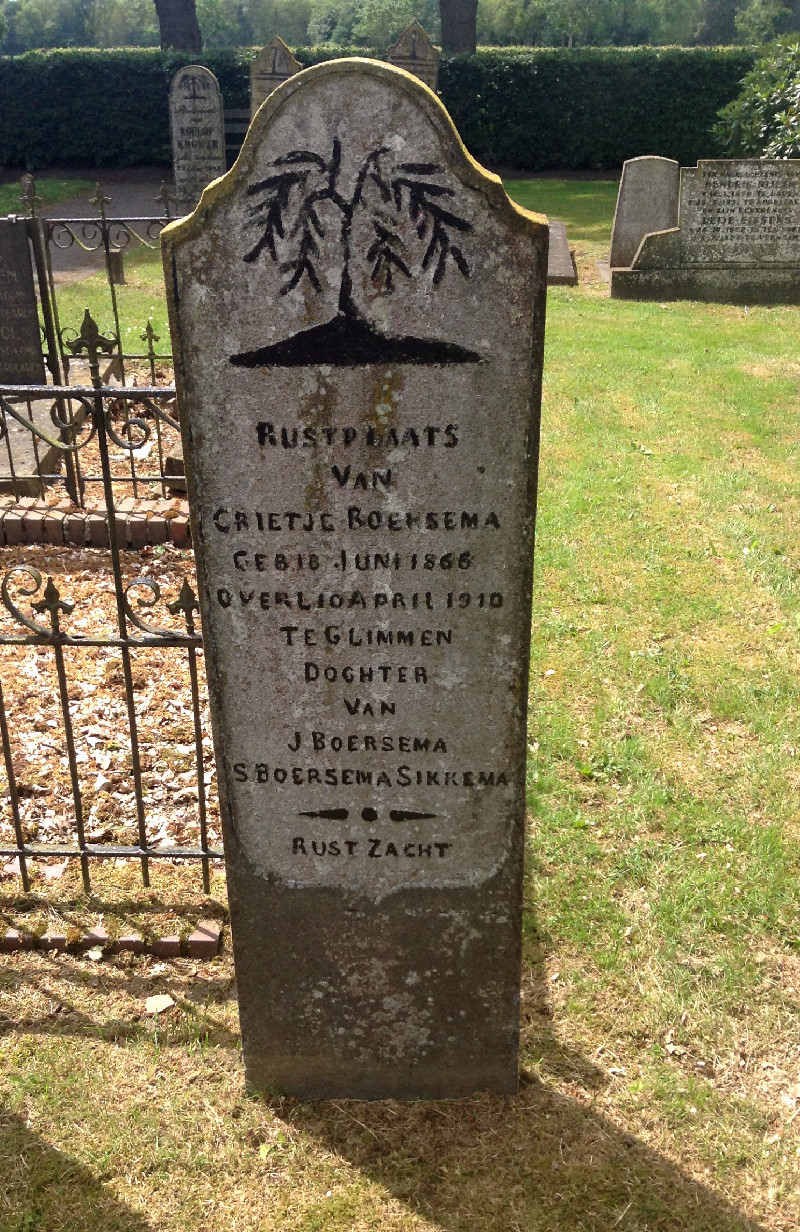 RUSTPLAATS
VAN
GRIETJE BOERSEMA
GEB 18 JUNI 1866
OVERL 10 APRIL 1910
TE GLIMMEN
DOCHTER
VAN
J BOERSEMA
S BOERSEMA SIKKEMA
RUST ZACHT